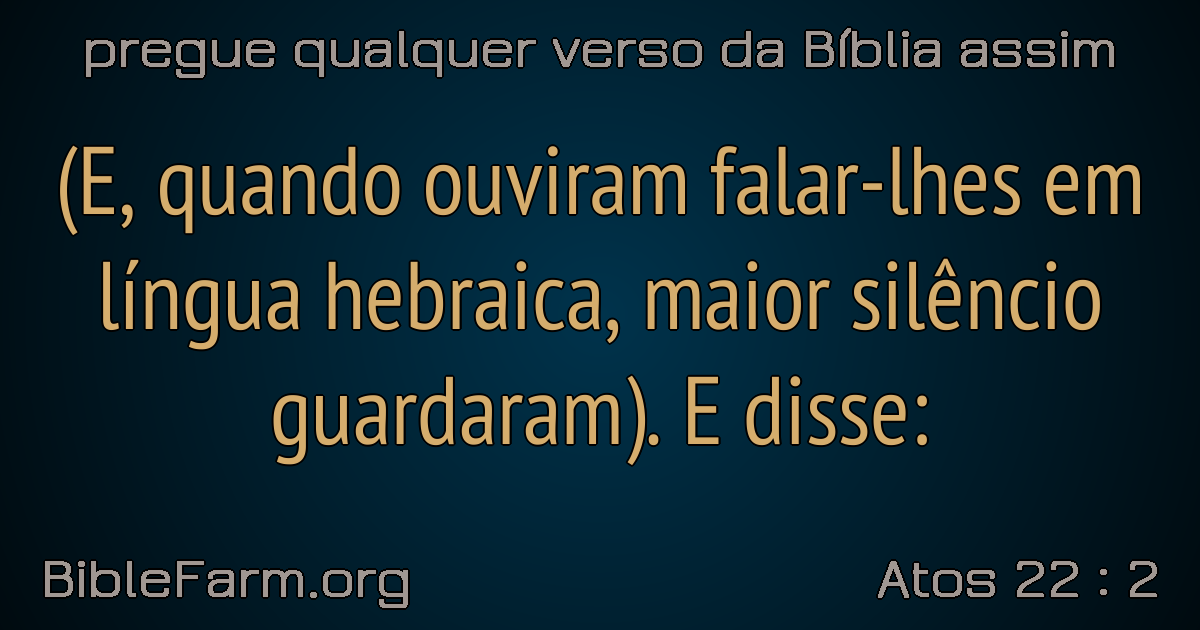 pregue qualquer verso da Bíblia assim
(E, quando ouviram falar-lhes em
língua hebraica, maior silêncio
guardaram). E disse:
BibleFarm.org
Atos 22 : 2